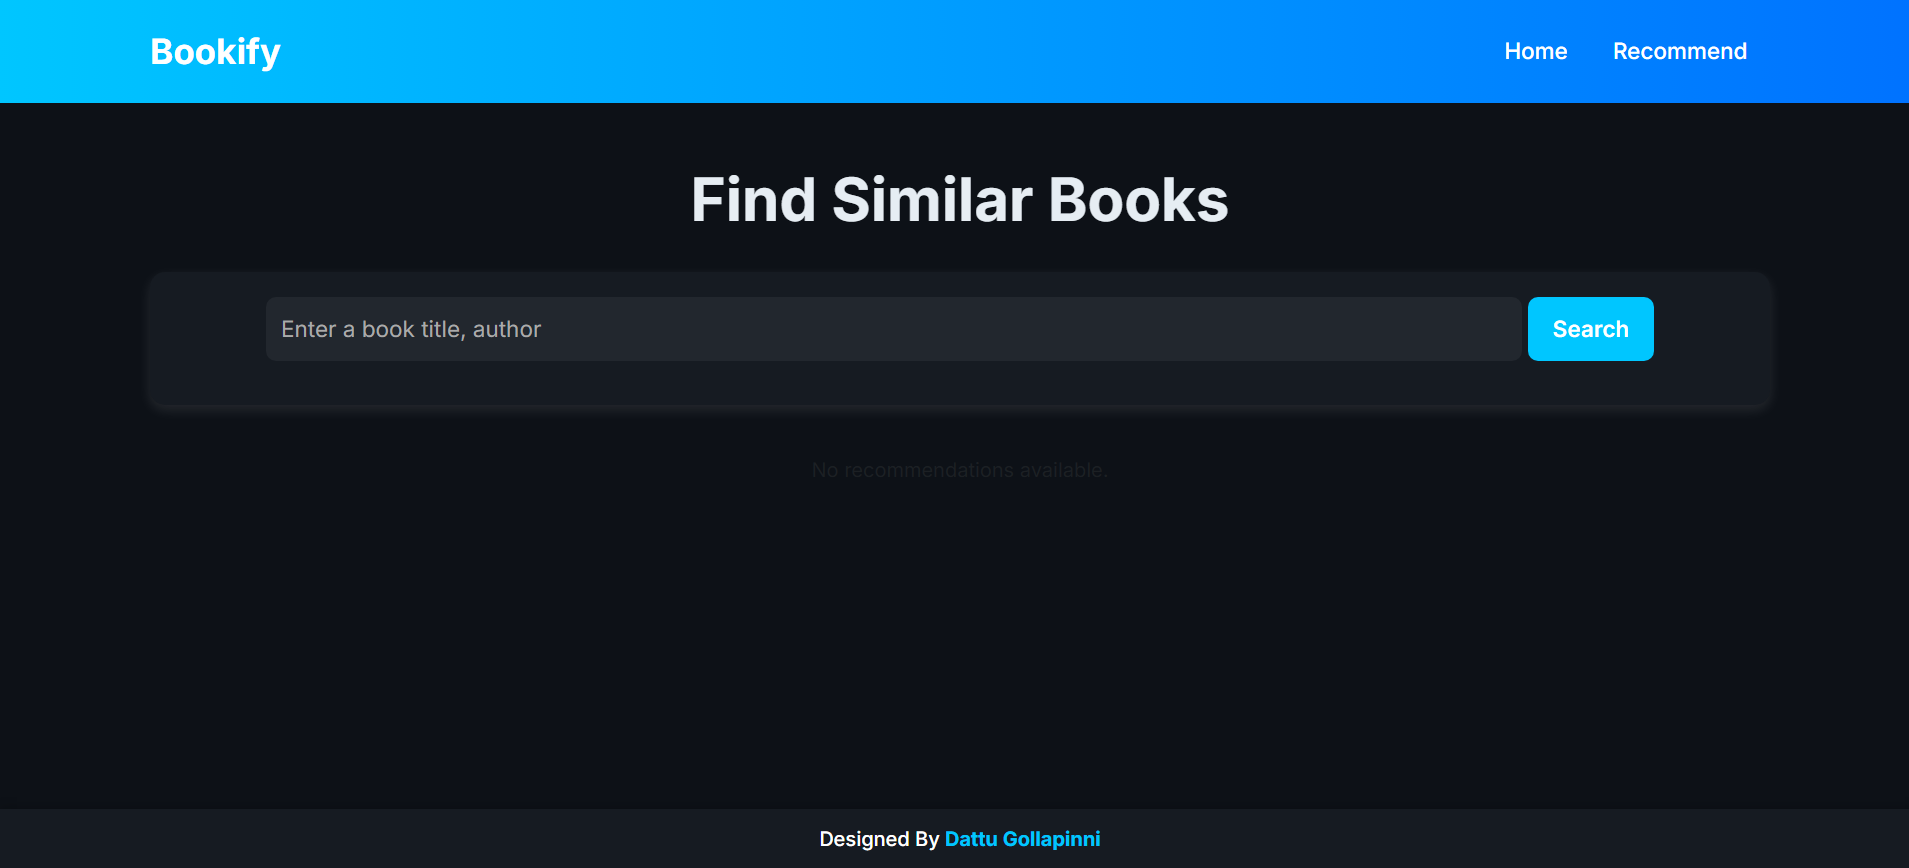 Bookify
Home
Recommend
Find Similar Books
Enter a book title, author
Search
No recommendations available.
Designed By Dattu Gollapinni